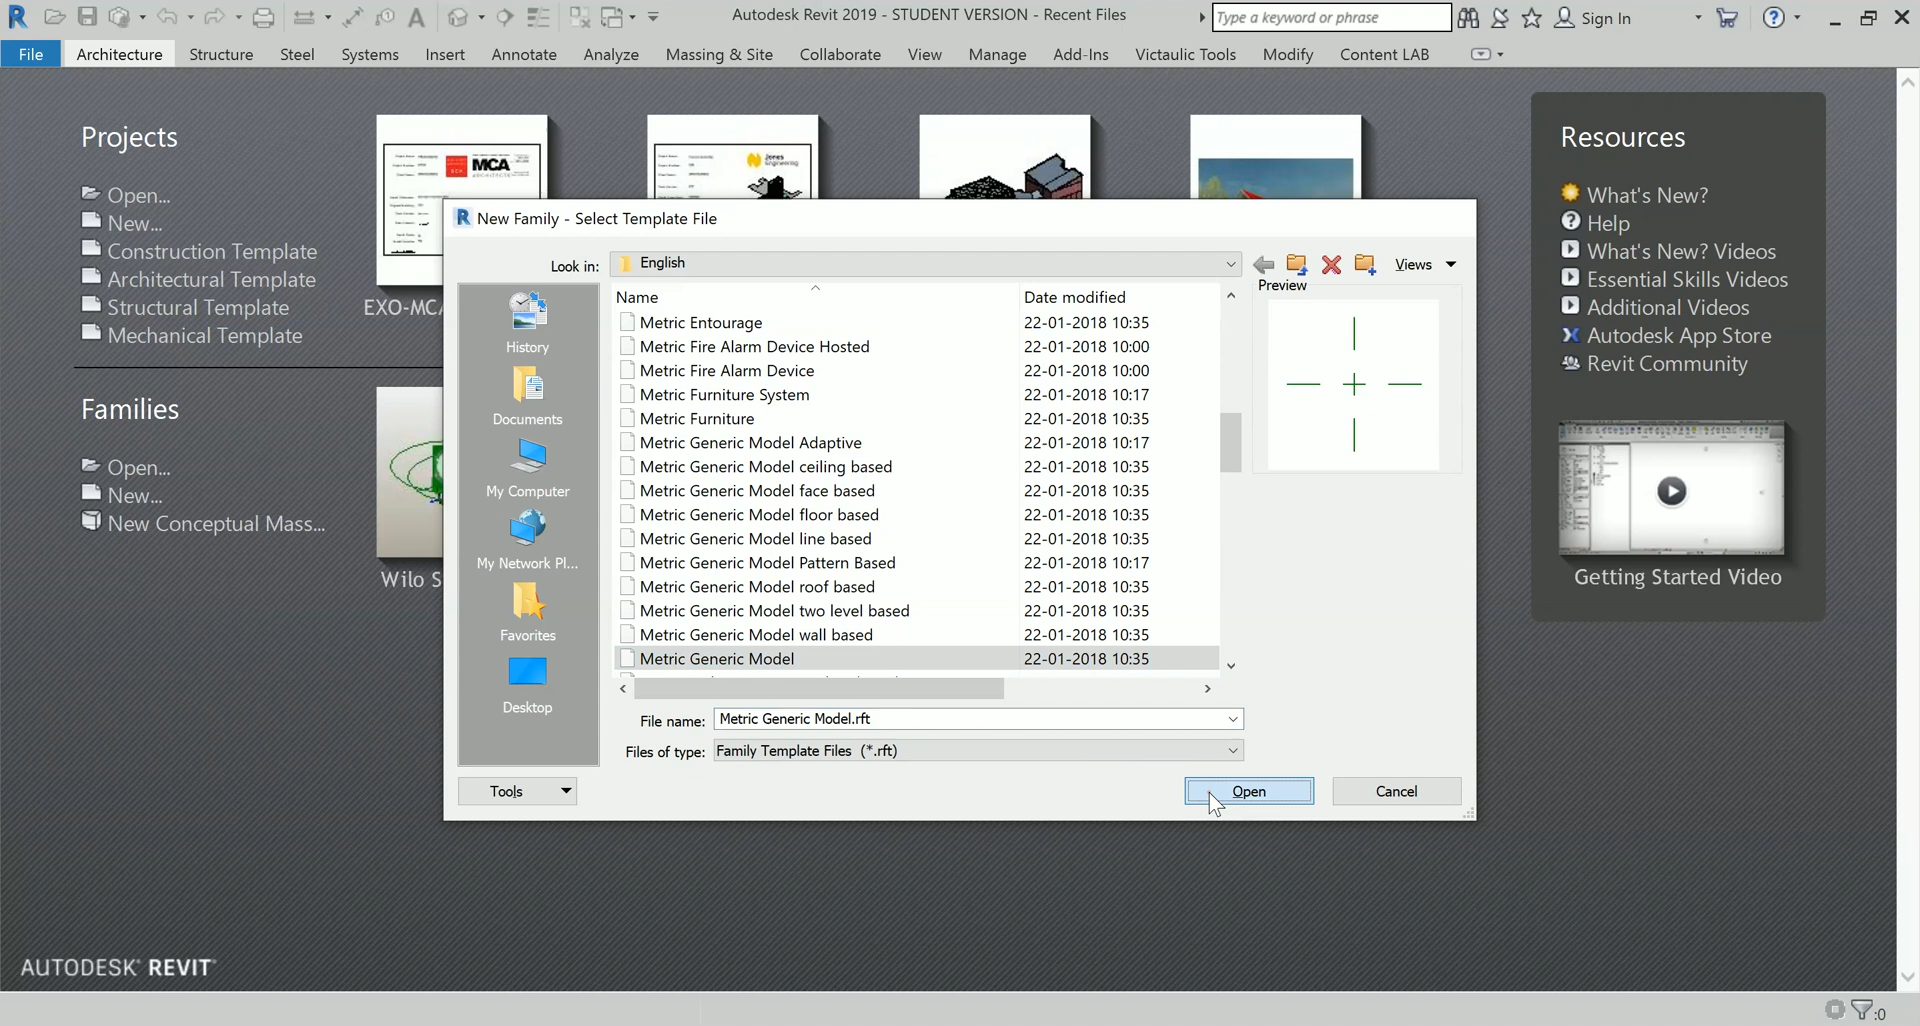 Autodesk Revit 2019 - STUDENT VERSION - Recent Files
Type a keyword or phrase
Sign In
File Architecture Structure Steel Systems Insert Annotate Analyze Massing & Site Collaborate View Manage Add-Ins Victaulic Tools Modify Content LAB
Projects
Open...
New...
Construction Template
Architectural Template
Structural Template
Mechanical Template
MCA
ARCHITECTS
Jones
Engineering
EXO-MCA
Families
Open...
New...
New Conceptual Mass...
Wilo S
New Family - Select Template File
Look in: English
Views
History
Documents
My Computer
My Network Pl...
Favorites
Desktop
Name Date modified
Metric Entourage 22-01-2018 10:35
Metric Fire Alarm Device Hosted 22-01-2018 10:00
Metric Fire Alarm Device 22-01-2018 10:00
Metric Furniture System 22-01-2018 10:17
Metric Furniture 22-01-2018 10:35
Metric Generic Model Adaptive 22-01-2018 10:17
Metric Generic Model ceiling based 22-01-2018 10:35
Metric Generic Model face based 22-01-2018 10:35
Metric Generic Model floor based 22-01-2018 10:35
Metric Generic Model line based 22-01-2018 10:35
Metric Generic Model Pattern Based 22-01-2018 10:17
Metric Generic Model roof based 22-01-2018 10:35
Metric Generic Model two level based 22-01-2018 10:35
Metric Generic Model wall based 22-01-2018 10:35
Metric Generic Model 22-01-2018 10:35
Preview
File name: Metric Generic Model.rft
Files of type: Family Template Files (*.rft)
Tools
Open
Cancel
Resources
What's New?
Help
What's New? Videos
Essential Skills Videos
Additional Videos
Autodesk App Store
Revit Community
Getting Started Video
AUTODESK® REVIT®
:0